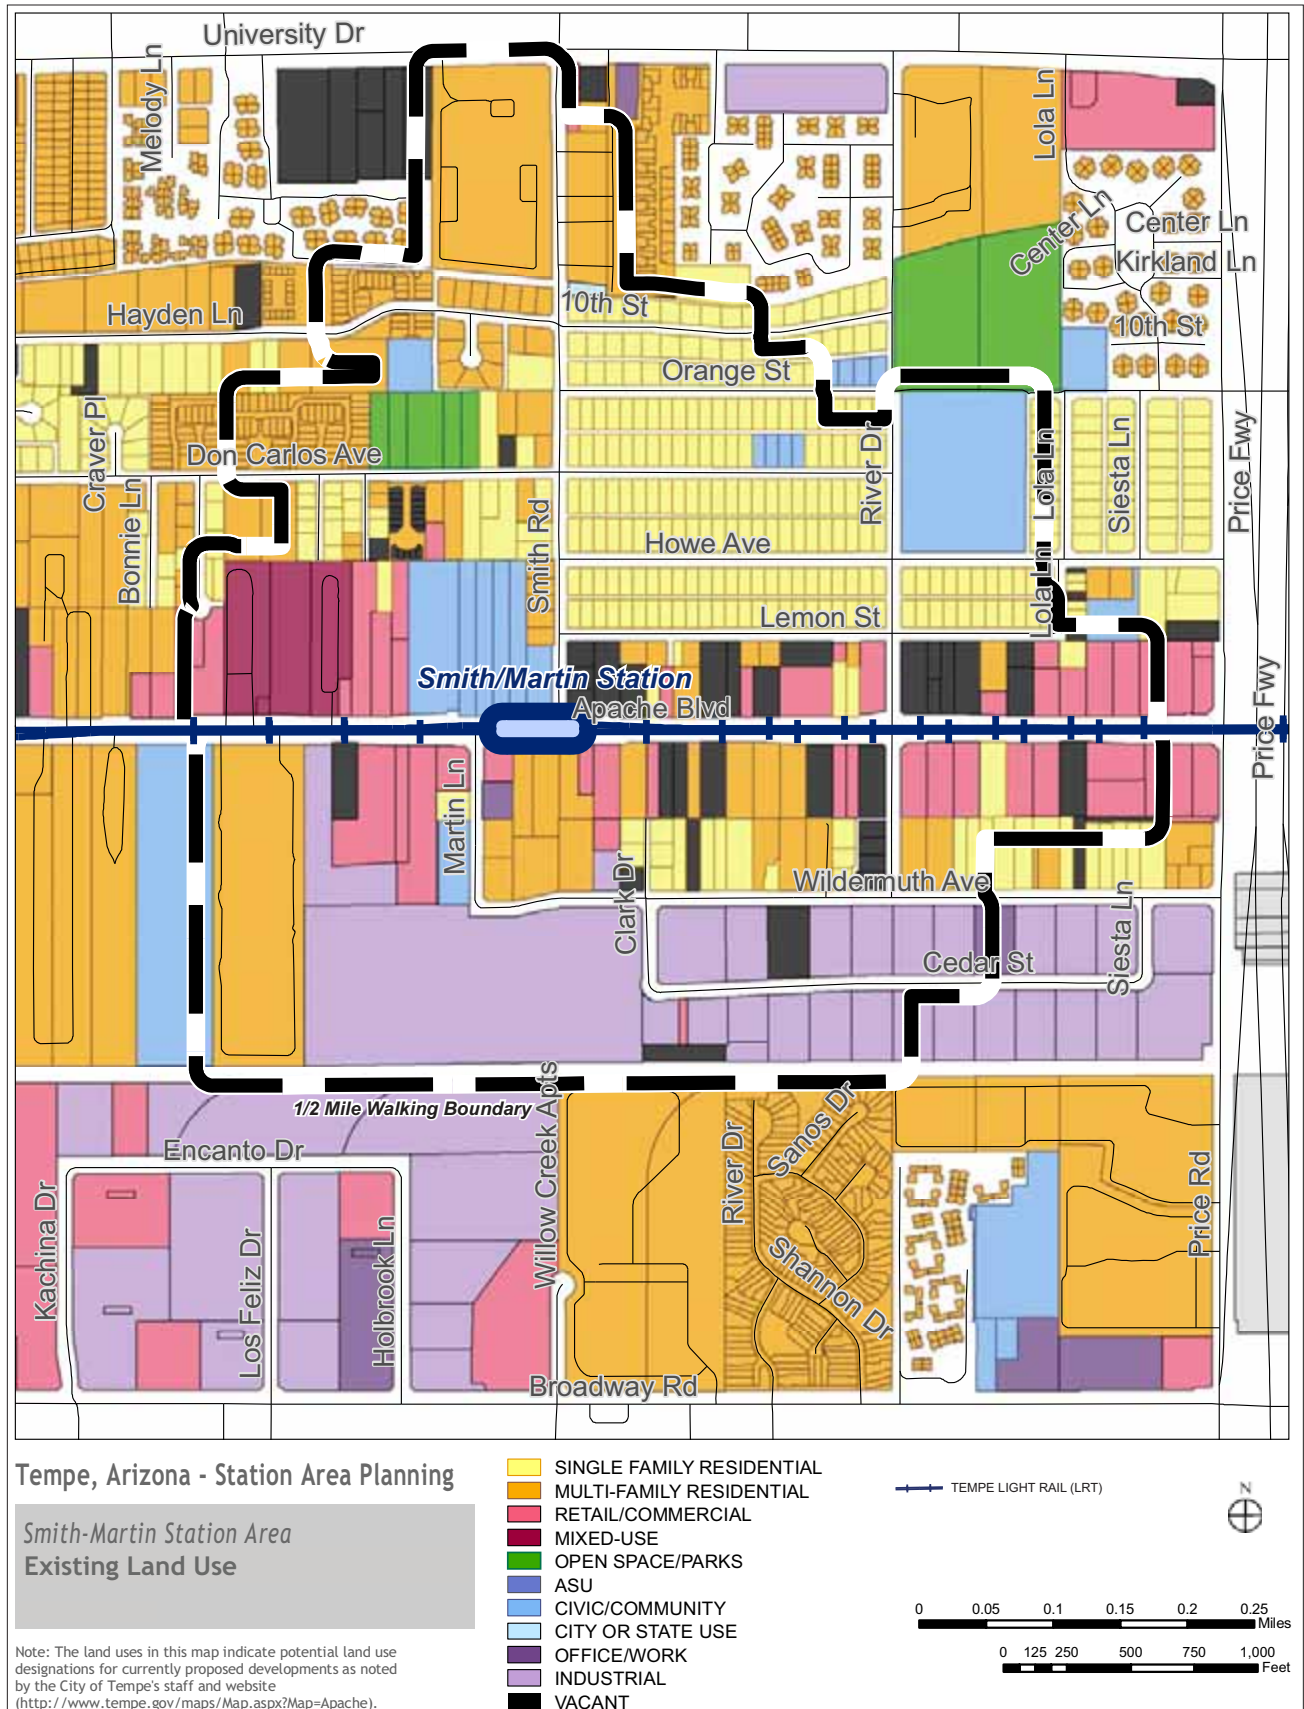 University Dr
Melody Ln
Lola Ln
Center Ln
Center Ln
Kirkland Ln
10th St
Hayden Ln
10th St
Orange St
Craver Pl
Don Carlos Ave
River Dr
Lola Ln
Siesta Ln
Price Fwy
Bonnie Ln
Smith Rd
Howe Ave
Lola Ln
Lemon St
Smith/Martin Station
Apache Blvd
Price Fwy
Martin Ln
Clark Dr
Wildermuth Ave
Siesta Ln
Cedar St
1/2 Mile Walking Boundary
Willow Creek Apts
Encanto Dr
River Dr
Sanos Dr
Kachina Dr
Los Feliz Dr
Holbrook Ln
Shannon Dr
Price Rd
Broadway Rd
Tempe, Arizona - Station Area Planning
Smith-Martin Station Area
Existing Land Use
Note: The land uses in this map indicate potential land use
designations for currently proposed developments as noted
by the City of Tempe's staff and website
(http://www.tempe.gov/maps/Map.aspx?Map=Apache).
SINGLE FAMILY RESIDENTIAL
MULTI-FAMILY RESIDENTIAL
RETAIL/COMMERCIAL
MIXED-USE
OPEN SPACE/PARKS
ASU
CIVIC/COMMUNITY
CITY OR STATE USE
OFFICE/WORK
INDUSTRIAL
VACANT
TEMPE LIGHT RAIL (LRT)
N
0 0.05 0.1 0.15 0.2 0.25
Miles
0 125 250 500 750 1,000
Feet